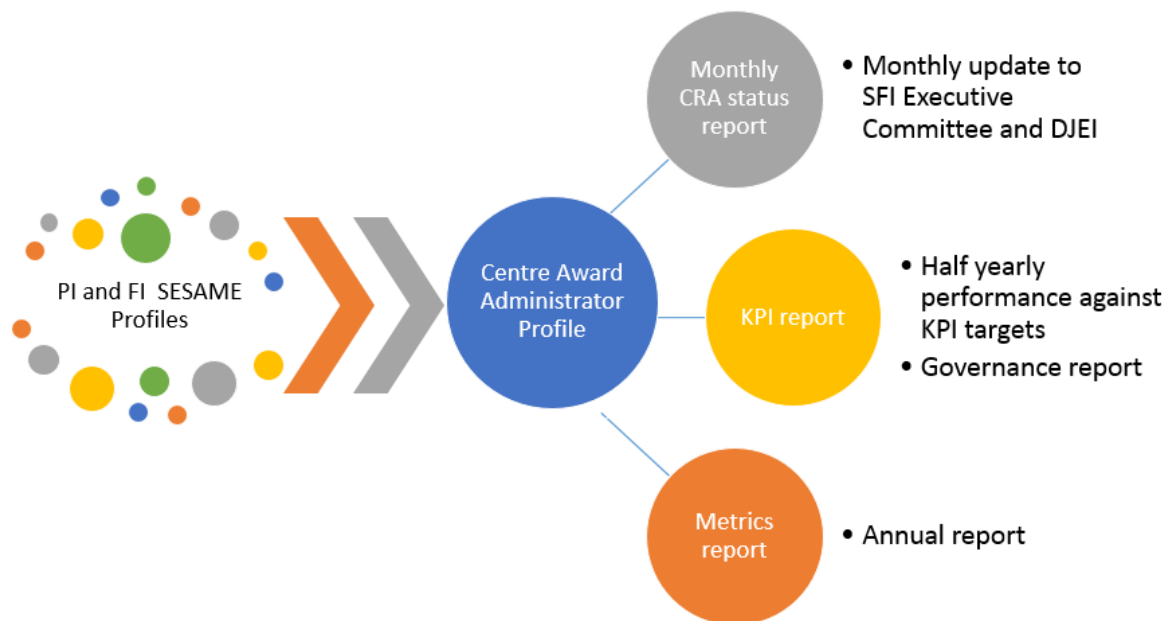 Monthly
CRA status
report
• Monthly update to
SFI Executive
Committee and DJEI
PI and FI SESAME
Profiles
Centre Award
Administrator
Profile
KPI report
• Half yearly
performance against
KPI targets
• Governance report
Metrics
report
• Annual report